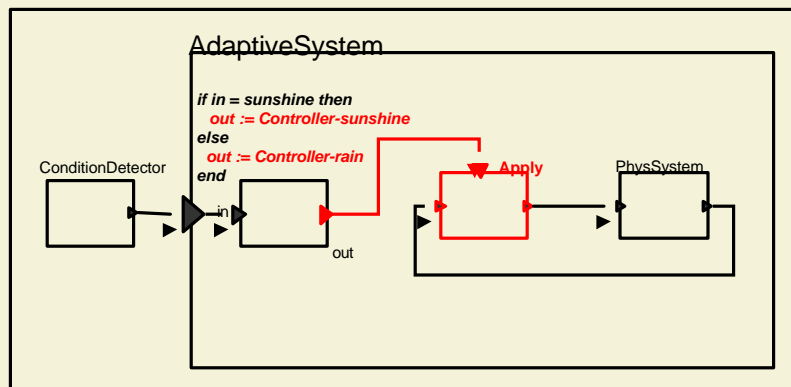 AdaptiveSystem
if in = sunshine then
out := Controller-sunshine
else
out := Controller-rain
end
ConditionDetector
Apply
PhysSystem
in
out